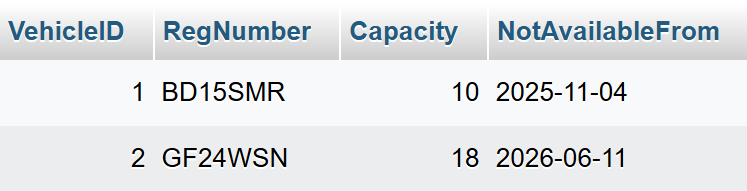 VehicleID RegNumber Capacity NotAvailableFrom
1 BD15SMR 10 2025-11-04
2 GF24WSN 18 2026-06-11